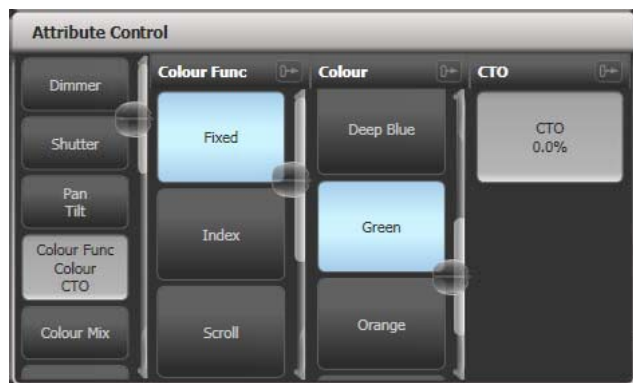 Attribute Control
Dimmer
Shutter
Pan
Tilt
Colour Func
Colour
CTO
Colour Mix
Colour Func
Fixed
Index
Scroll
Colour
Deep Blue
Green
Orange
CTO
CTO
0.0%